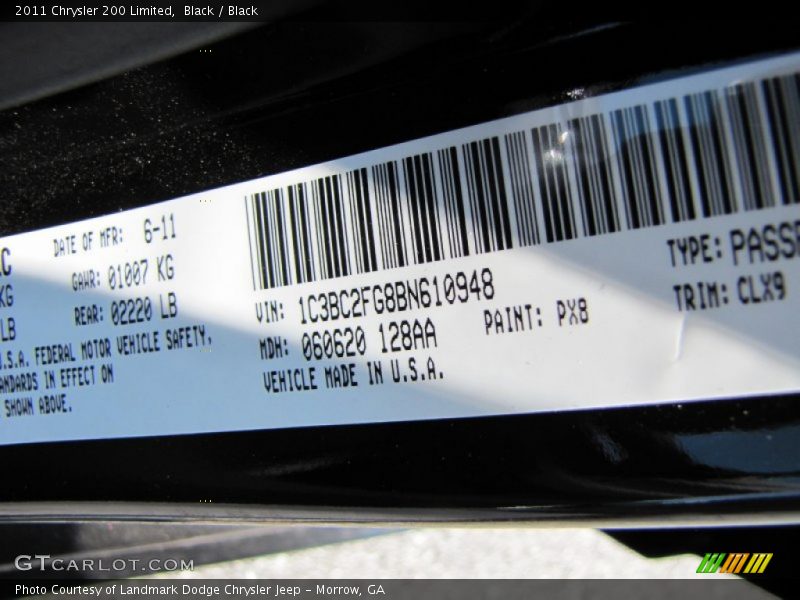 2011 Chrysler 200 Limited, Black / Black
DATE OF MFR: 6-11
GAWR: 01007 KG
KG
REAR: 02220 LB
LB
U.S.A. FEDERAL MOTOR VEHICLE SAFETY,
IN EFFECT ON
SHOWN ABOVE.
VIN: 1C3BC2FG8BN610948
MDH: 060620 128AA
VEHICLE MADE IN U.S.A.
PAINT: PX8
TYPE: PASSE
TRIM: CLX9
GTCARLOT.COM
Photo Courtesy of Landmark Dodge Chrysler Jeep – Morrow, GA